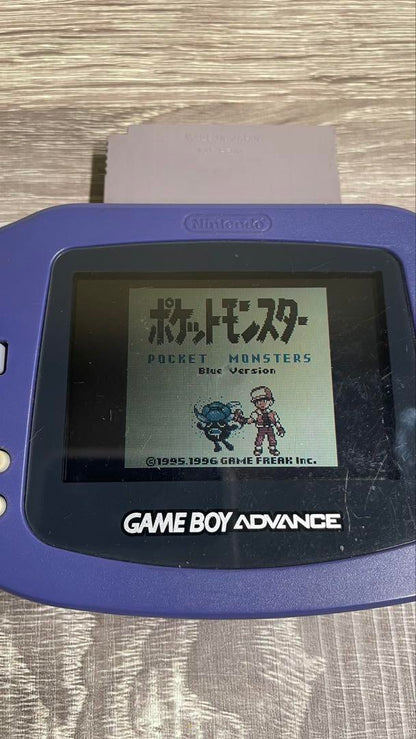 Nintendo
ポケットモンスター
POCKET MONSTERS
Blue Version
©1995.1996 GAME FREAK Inc.
GAME BOY ADVANCE